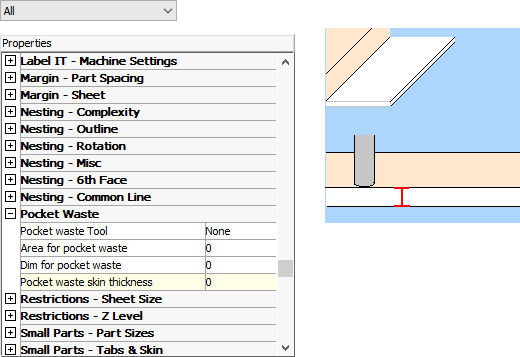 All
Properties
Label IT - Machine Settings
Margin - Part Spacing
Margin - Sheet
Nesting - Complexity
Nesting - Outline
Nesting - Rotation
Nesting - Misc
Nesting - 6th Face
Nesting - Common Line
Pocket Waste
Pocket waste Tool None
Area for pocket waste 0
Dim for pocket waste 0
Pocket waste skin thickness 0
Restrictions - Sheet Size
Restrictions - Z Level
Small Parts - Part Sizes
Small Parts - Tabs & Skin